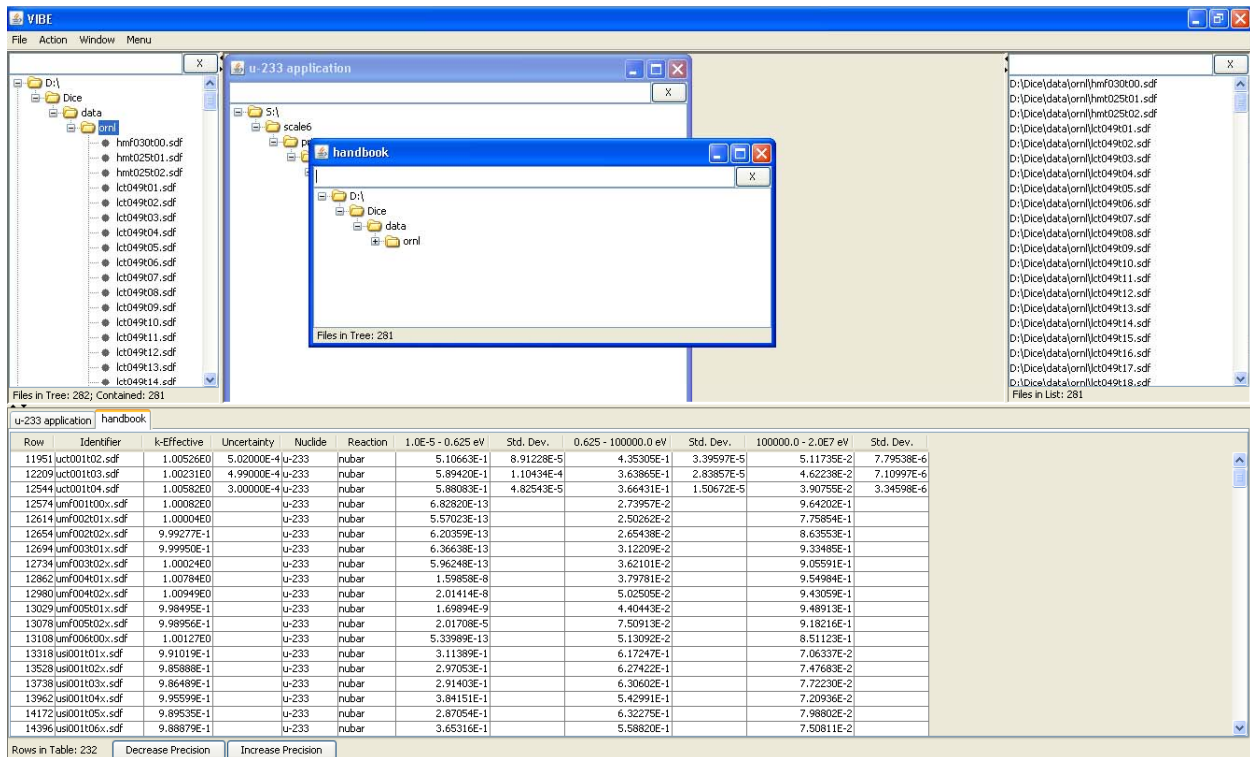 VIBE
File Action Window Menu
X
D:\
Dice
data
ornl
hmf030t00.sdf
hmt025t01.sdf
hmt025t02.sdf
lct049t01.sdf
lct049t02.sdf
lct049t03.sdf
lct049t04.sdf
lct049t05.sdf
lct049t06.sdf
lct049t07.sdf
lct049t08.sdf
lct049t09.sdf
lct049t10.sdf
lct049t11.sdf
lct049t12.sdf
lct049t13.sdf
lct049t14.sdf
Files in Tree: 282; Contained: 281
u-233 application
X
S:\
scale6
handbook
X
D:\
Dice
data
ornl
Files in Tree: 281
X
D:\Dice\data\ornl\hmf030t00.sdf
D:\Dice\data\ornl\hmt025t01.sdf
D:\Dice\data\ornl\hmt025t02.sdf
D:\Dice\data\ornl\lct049t01.sdf
D:\Dice\data\ornl\lct049t02.sdf
D:\Dice\data\ornl\lct049t03.sdf
D:\Dice\data\ornl\lct049t04.sdf
D:\Dice\data\ornl\lct049t05.sdf
D:\Dice\data\ornl\lct049t06.sdf
D:\Dice\data\ornl\lct049t07.sdf
D:\Dice\data\ornl\lct049t08.sdf
D:\Dice\data\ornl\lct049t09.sdf
D:\Dice\data\ornl\lct049t10.sdf
D:\Dice\data\ornl\lct049t11.sdf
D:\Dice\data\ornl\lct049t12.sdf
D:\Dice\data\ornl\lct049t13.sdf
D:\Dice\data\ornl\lct049t14.sdf
D:\Dice\data\ornl\lct049t15.sdf
D:\Dice\data\ornl\lct049t16.sdf
D:\Dice\data\ornl\lct049t17.sdf
D:\Dice\data\ornl\lct049t18.sdf
Files in List: 281
u-233 application handbook
Row Identifier k-Effective Uncertainty Nuclide Reaction 1.0E-5 - 0.625 eV Std. Dev. 0.625 - 100000.0 eV Std. Dev. 100000.0 - 2.0E7 eV Std. Dev.
11951 uct001t02.sdf 1.00526E0 5.02000E-4 u-233 nubar 5.10663E-1 8.91228E-5 4.35305E-1 3.39597E-5 5.11735E-2 7.79538E-6
12209 uct001t03.sdf 1.00231E0 4.99000E-4 u-233 nubar 5.89420E-1 1.10434E-4 3.63865E-1 2.83857E-5 4.62238E-2 7.10997E-6
12544 uct001t04.sdf 1.00582E0 3.00000E-4 u-233 nubar 5.88083E-1 4.82543E-5 3.66431E-1 1.50672E-5 3.90755E-2 3.34598E-6
12574 umf001t00x.sdf 1.00082E0 u-233 nubar 6.82820E-13 2.73957E-2 9.64202E-1
12614 umf002t01x.sdf 1.00004E0 u-233 nubar 5.57023E-13 2.50262E-2 7.75854E-1
12654 umf002t02x.sdf 9.99277E-1 u-233 nubar 6.20359E-13 2.65438E-2 8.63553E-1
12694 umf003t01x.sdf 9.99950E-1 u-233 nubar 6.36638E-13 3.12209E-2 9.33485E-1
12734 umf003t02x.sdf 1.00024E0 u-233 nubar 5.96248E-13 3.62101E-2 9.05591E-1
12862 umf004t01x.sdf 1.00784E0 u-233 nubar 1.59858E-8 3.79781E-2 9.54984E-1
12980 umf004t02x.sdf 1.00949E0 u-233 nubar 2.01414E-8 5.02505E-2 9.43059E-1
13029 umf005t01x.sdf 9.98495E-1 u-233 nubar 1.69894E-9 4.40443E-2 9.48913E-1
13078 umf005t02x.sdf 9.98956E-1 u-233 nubar 2.01708E-5 7.50913E-2 9.18216E-1
13108 umf006t00x.sdf 1.00127E0 u-233 nubar 5.33989E-13 5.13092E-2 8.51123E-1
13318 usi001t01x.sdf 9.91019E-1 u-233 nubar 3.11389E-1 6.17247E-1 7.06337E-2
13528 usi001t02x.sdf 9.85888E-1 u-233 nubar 2.97053E-1 6.27422E-1 7.47683E-2
13738 usi001t03x.sdf 9.86489E-1 u-233 nubar 2.91403E-1 6.30602E-1 7.72230E-2
13962 usi001t04x.sdf 9.95599E-1 u-233 nubar 3.84151E-1 5.42991E-1 7.20936E-2
14172 usi001t05x.sdf 9.89535E-1 u-233 nubar 2.87054E-1 6.32275E-1 7.98802E-2
14396 usi001t06x.sdf 9.88879E-1 u-233 nubar 3.65316E-1 5.58820E-1 7.50811E-2
Rows in Table: 232 Decrease Precision Increase Precision